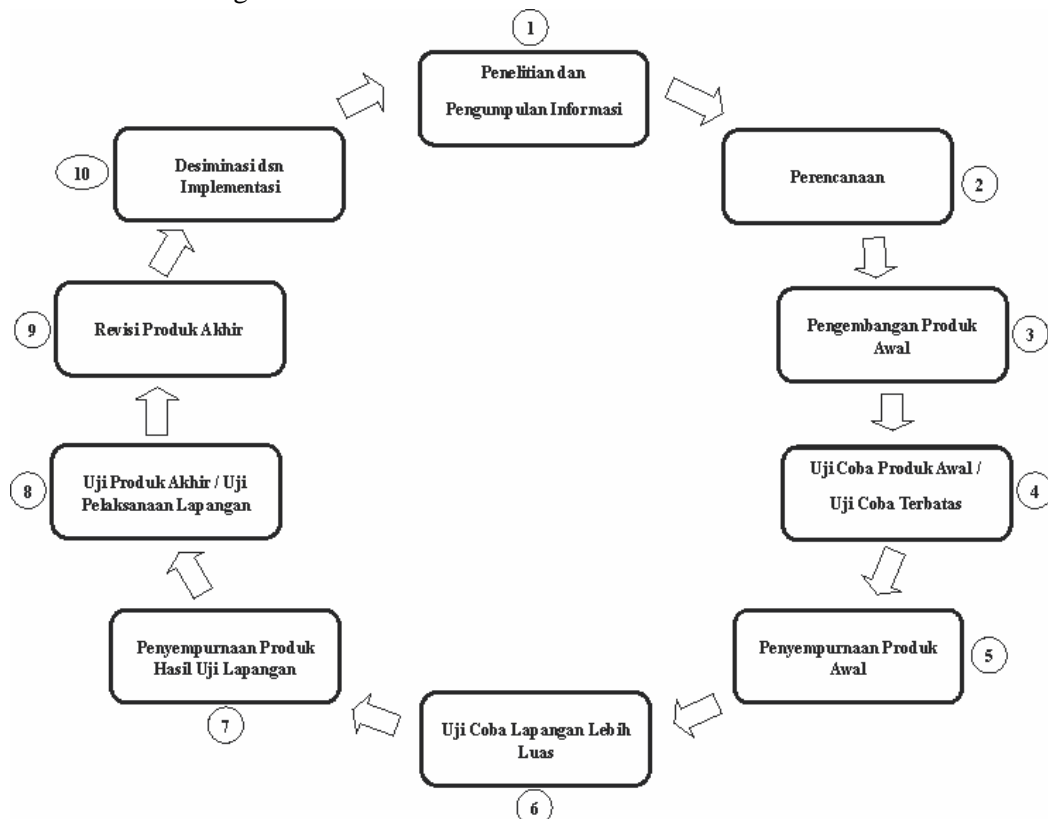 1
Penelitian dan
Pengumpulan Informasi
Perencanaan
2
Pengembangan Produk
Awal
3
Uji Coba Produk Awal /
Uji Coba Terbatas
4
Penyempurnaan Produk
Awal
5
Uji Coba Lapangan Lebih
Luas
6
Penyempurnaan Produk
Hasil Uji Lapangan
7
Uji Produk Akhir / Uji
Pelaksanaan Lapangan
8
Revisi Produk Akhir
9
Desiminasi dsn
Implementasi
10